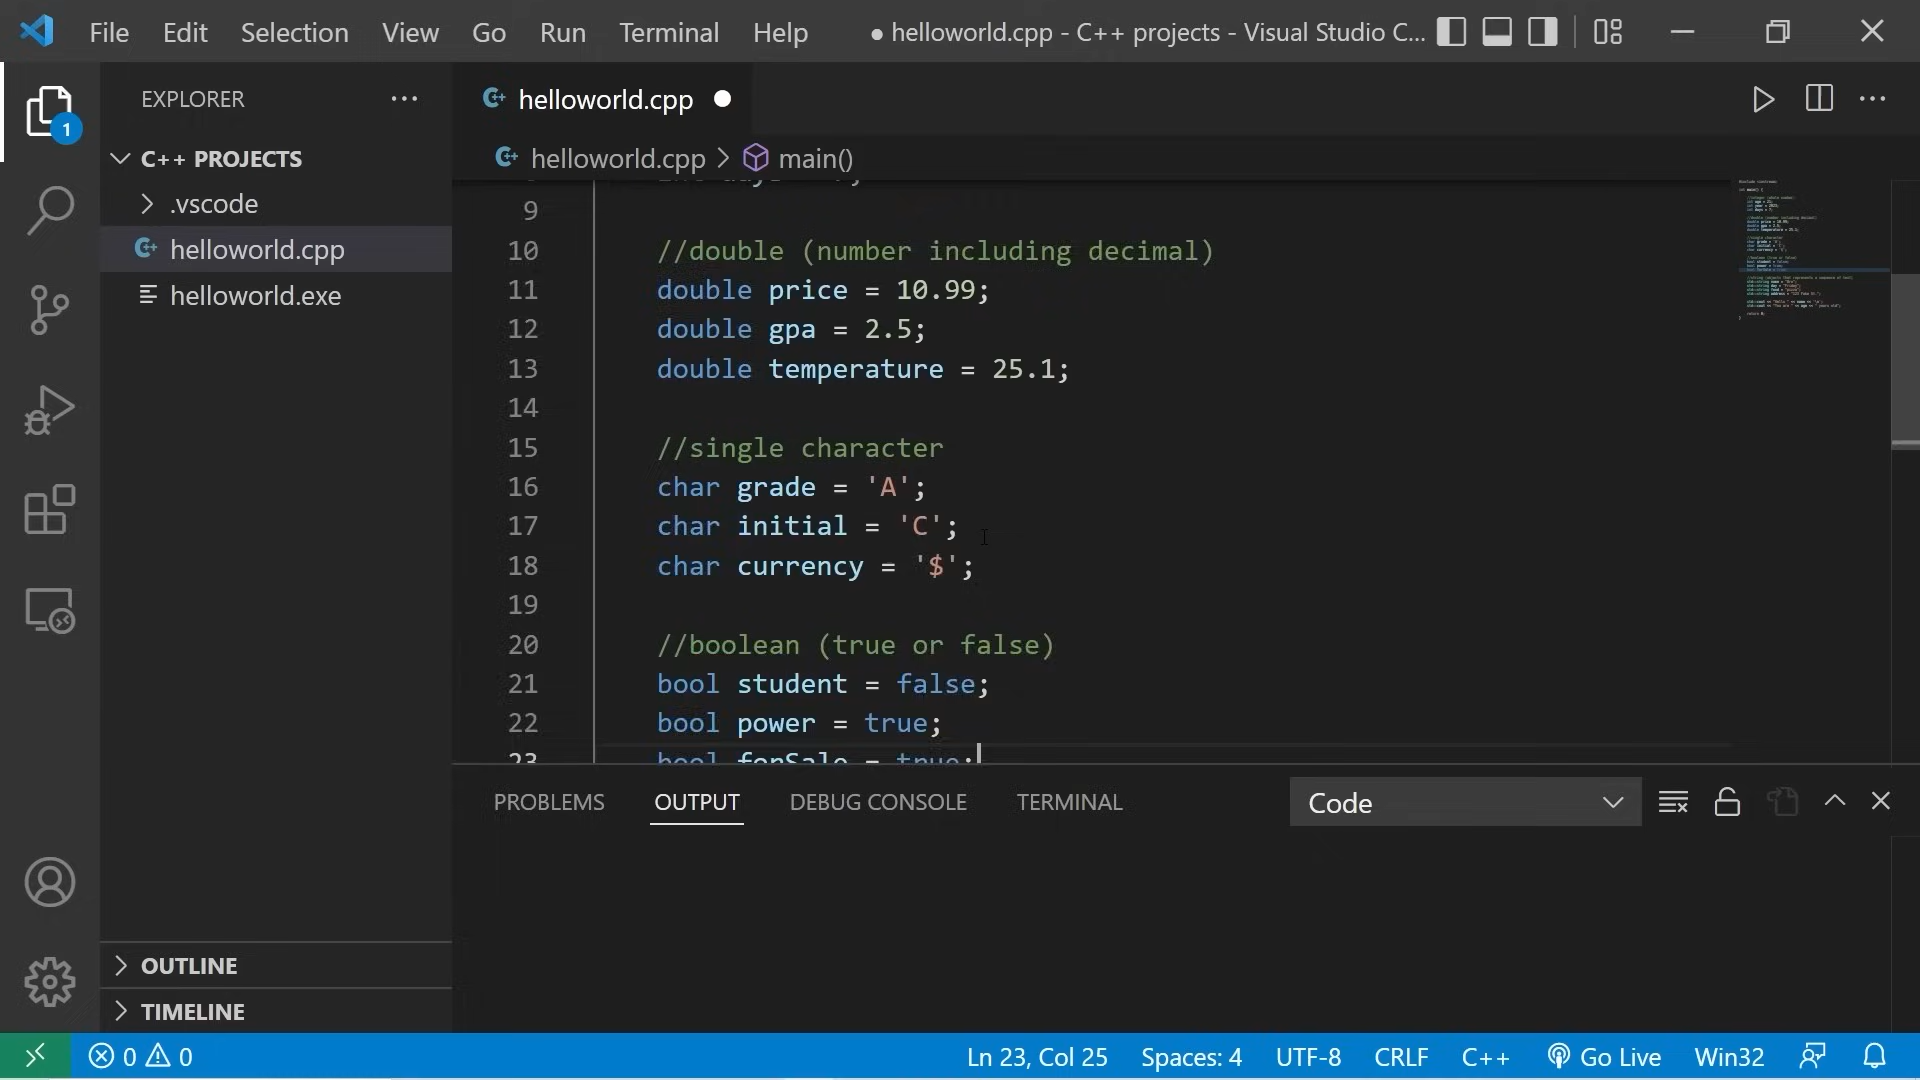 File Edit Selection View Go Run Terminal Help ● helloworld.cpp - C++ projects - Visual Studio C...
EXPLORER
helloworld.cpp
1
C++ PROJECTS
helloworld.cpp > main()
.vscode
helloworld.cpp
helloworld.exe
9
10 //double (number including decimal)
11 double price = 10.99;
12 double gpa = 2.5;
13 double temperature = 25.1;
14
15 //single character
16 char grade = 'A';
17 char initial = 'C';
18 char currency = '$';
19
20 //boolean (true or false)
21 bool student = false;
22 bool power = true;
23 bool forSale = true;
PROBLEMS OUTPUT DEBUG CONSOLE TERMINAL Code
OUTLINE
TIMELINE
0 0 Ln 23, Col 25 Spaces: 4 UTF-8 CRLF C++ Go Live Win32